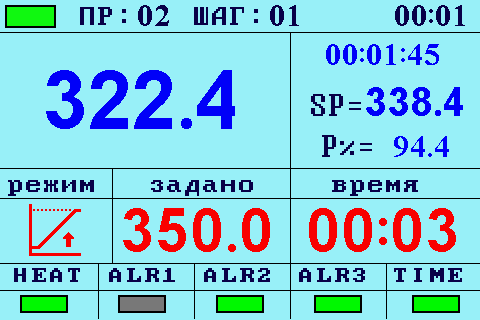 ПР:02 ШАГ:01 00:01
322.4
00:01:45
SP=338.4
P%= 94.4
режим задано время
350.0 00:03
HEAT ALR1 ALR2 ALR3 TIME